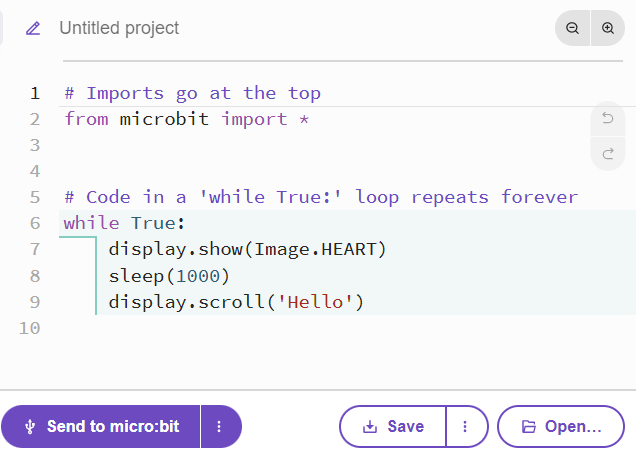 Untitled project
1 # Imports go at the top
2 from microbit import *
3
4
5 # Code in a 'while True:' loop repeats forever
6 while True:
7     display.show(Image.HEART)
8     sleep(1000)
9     display.scroll('Hello')
10
Send to micro:bit Save Open...